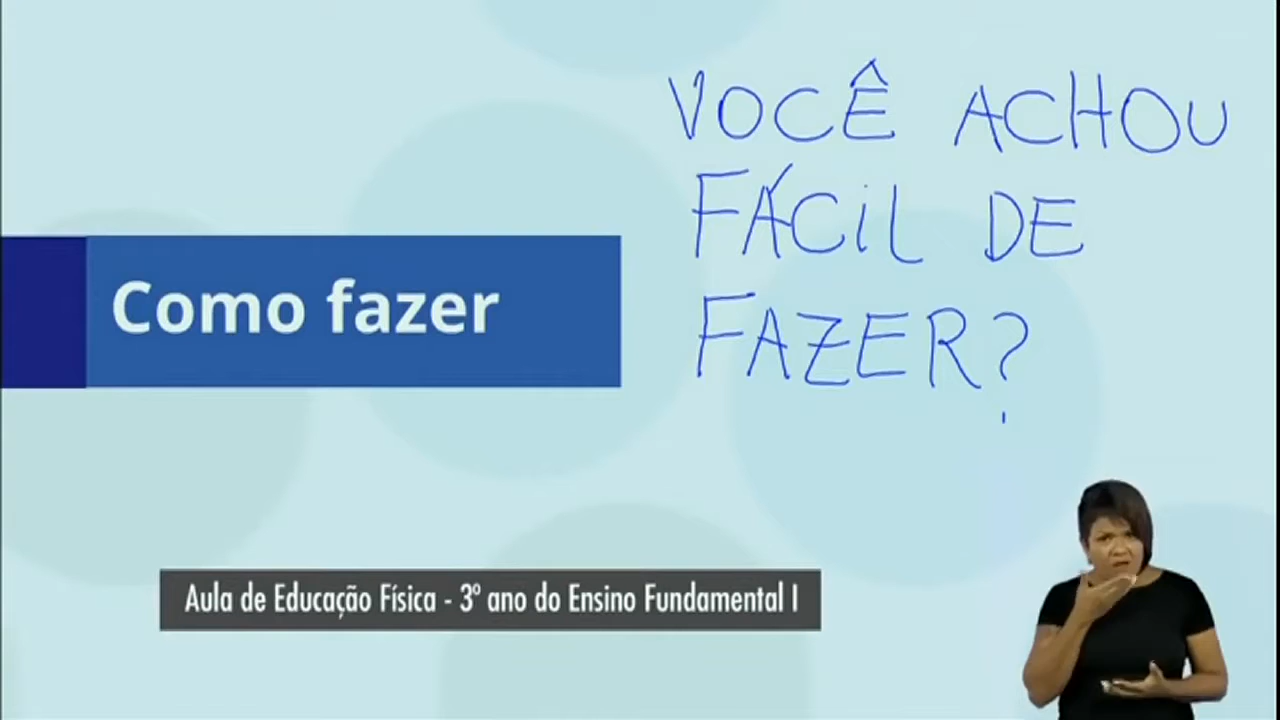 VOCÊ ACHOU
FÁCIL DE
FAZER?
Como fazer
Aula de Educação Física - 3º ano do Ensino Fundamental I